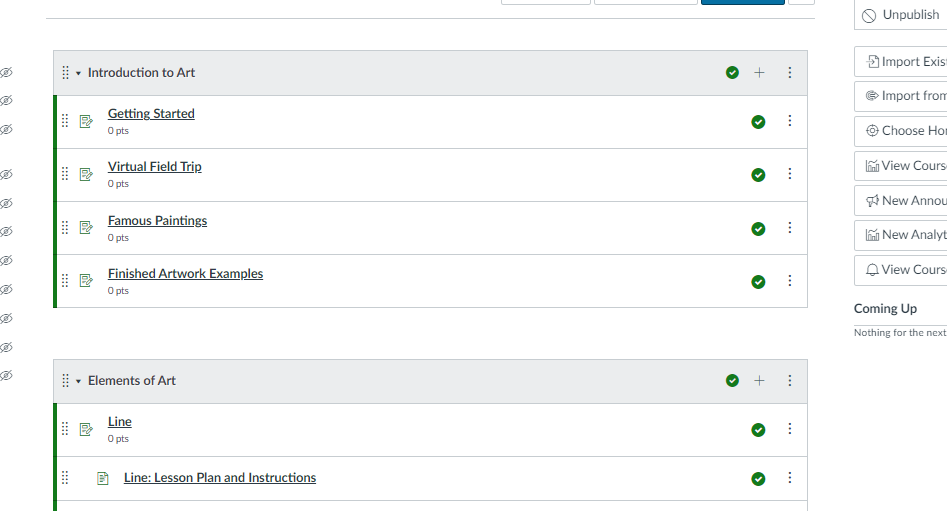 Unpublish
Introduction to Art
Import Exis
Getting Started
0 pts
Import from
Choose Ho
Virtual Field Trip
0 pts
View Cours
New Annou
Famous Paintings
0 pts
New Analyt
Finished Artwork Examples
0 pts
View Cours
Coming Up
Nothing for the next
Elements of Art
Line
0 pts
Line: Lesson Plan and Instructions